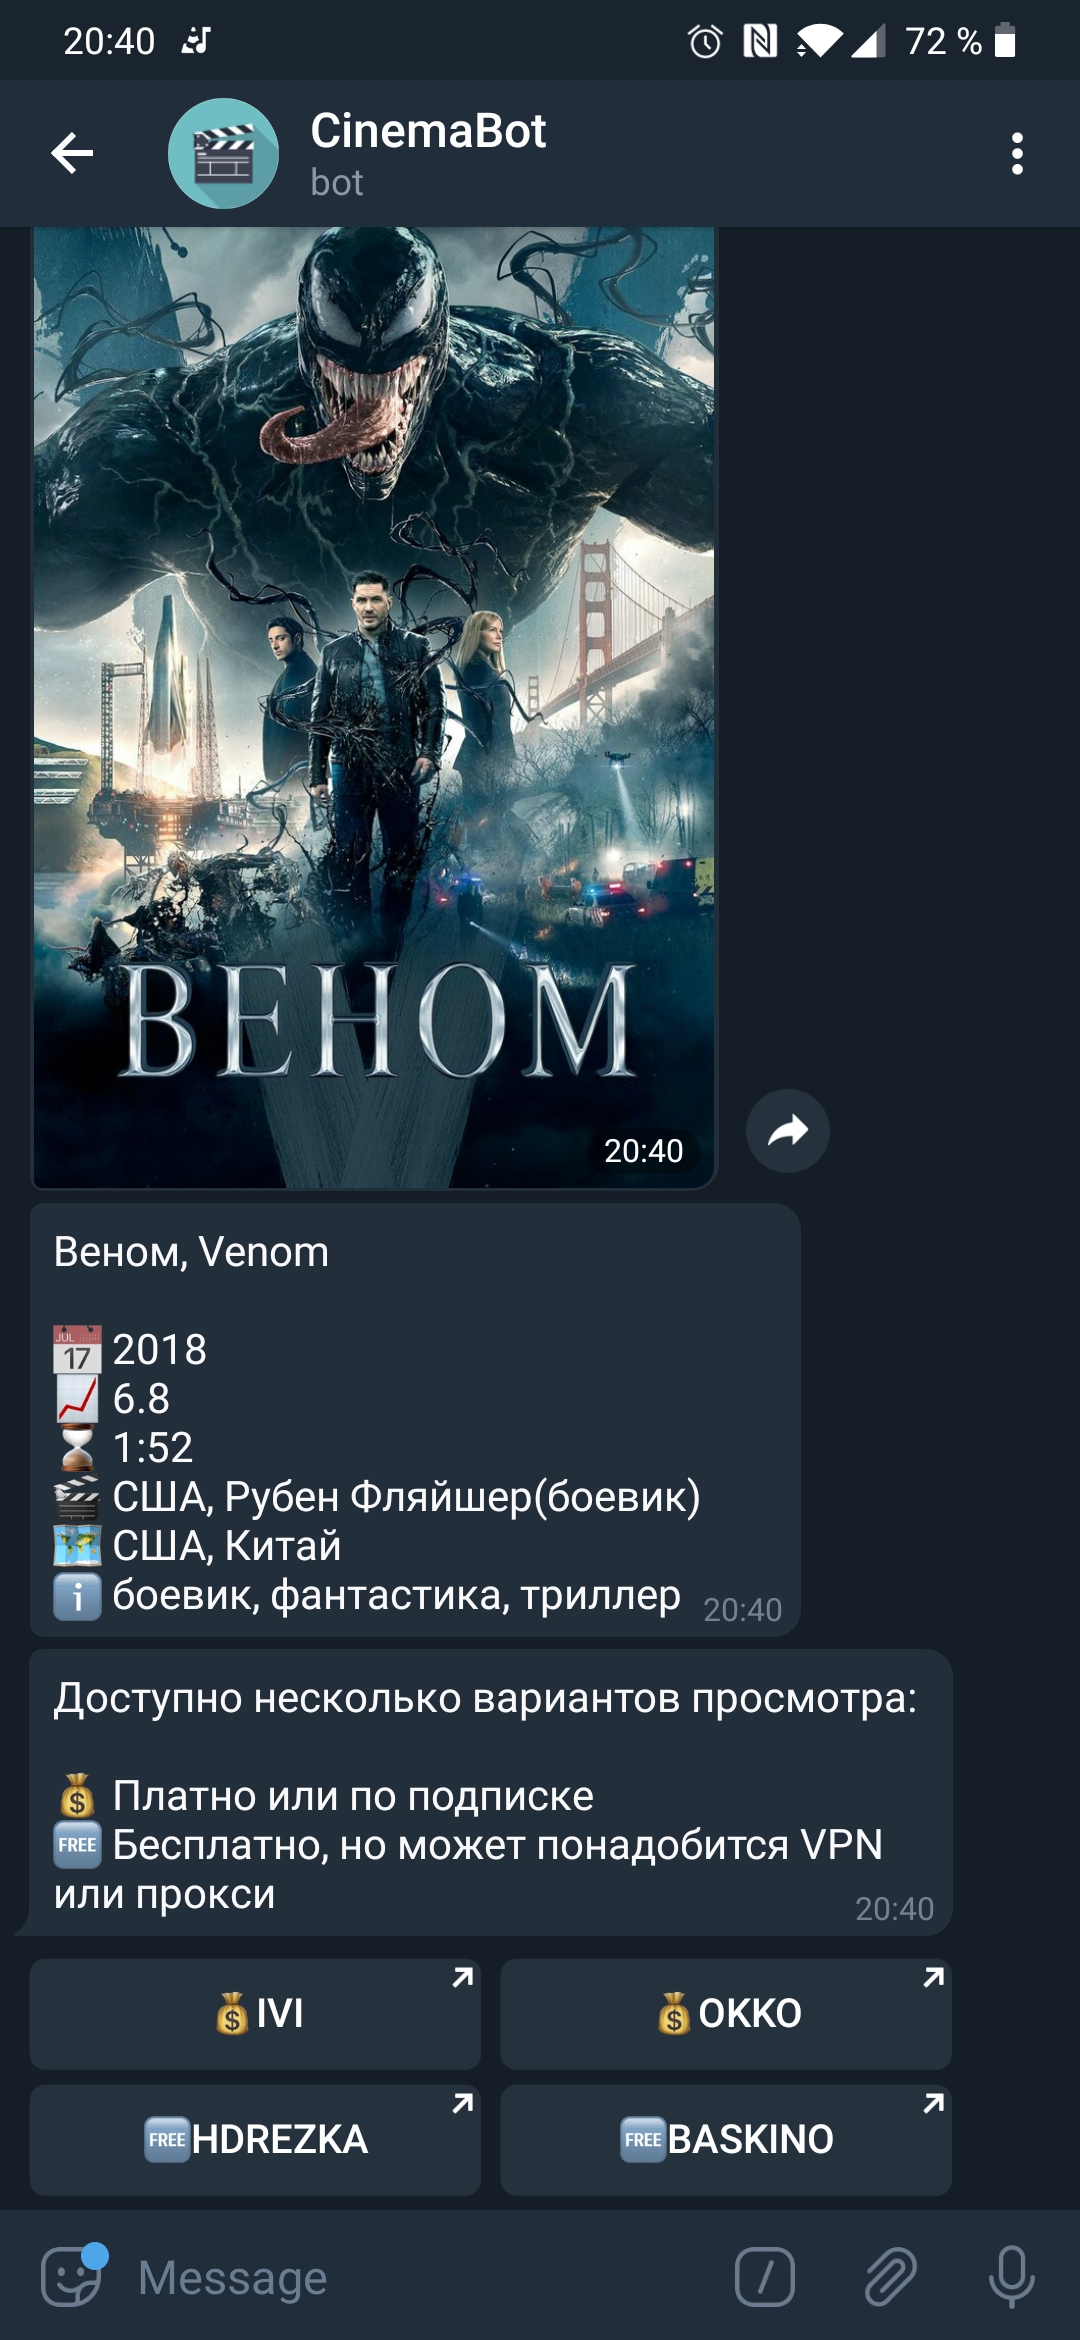 20:40
72 %
CinemaBot
bot
ВЕНОМ
20:40
Веном, Venom
JUL
17
2018
6.8
1:52
США, Рубен Фляйшер(боевик)
США, Китай
боевик, фантастика, триллер
20:40
Доступно несколько вариантов просмотра:
Платно или по подписке
FREE Бесплатно, но может понадобится VPN
или прокси
20:40
IVI
OKKO
FREE HDREZKA
FREE BASKINO
Message